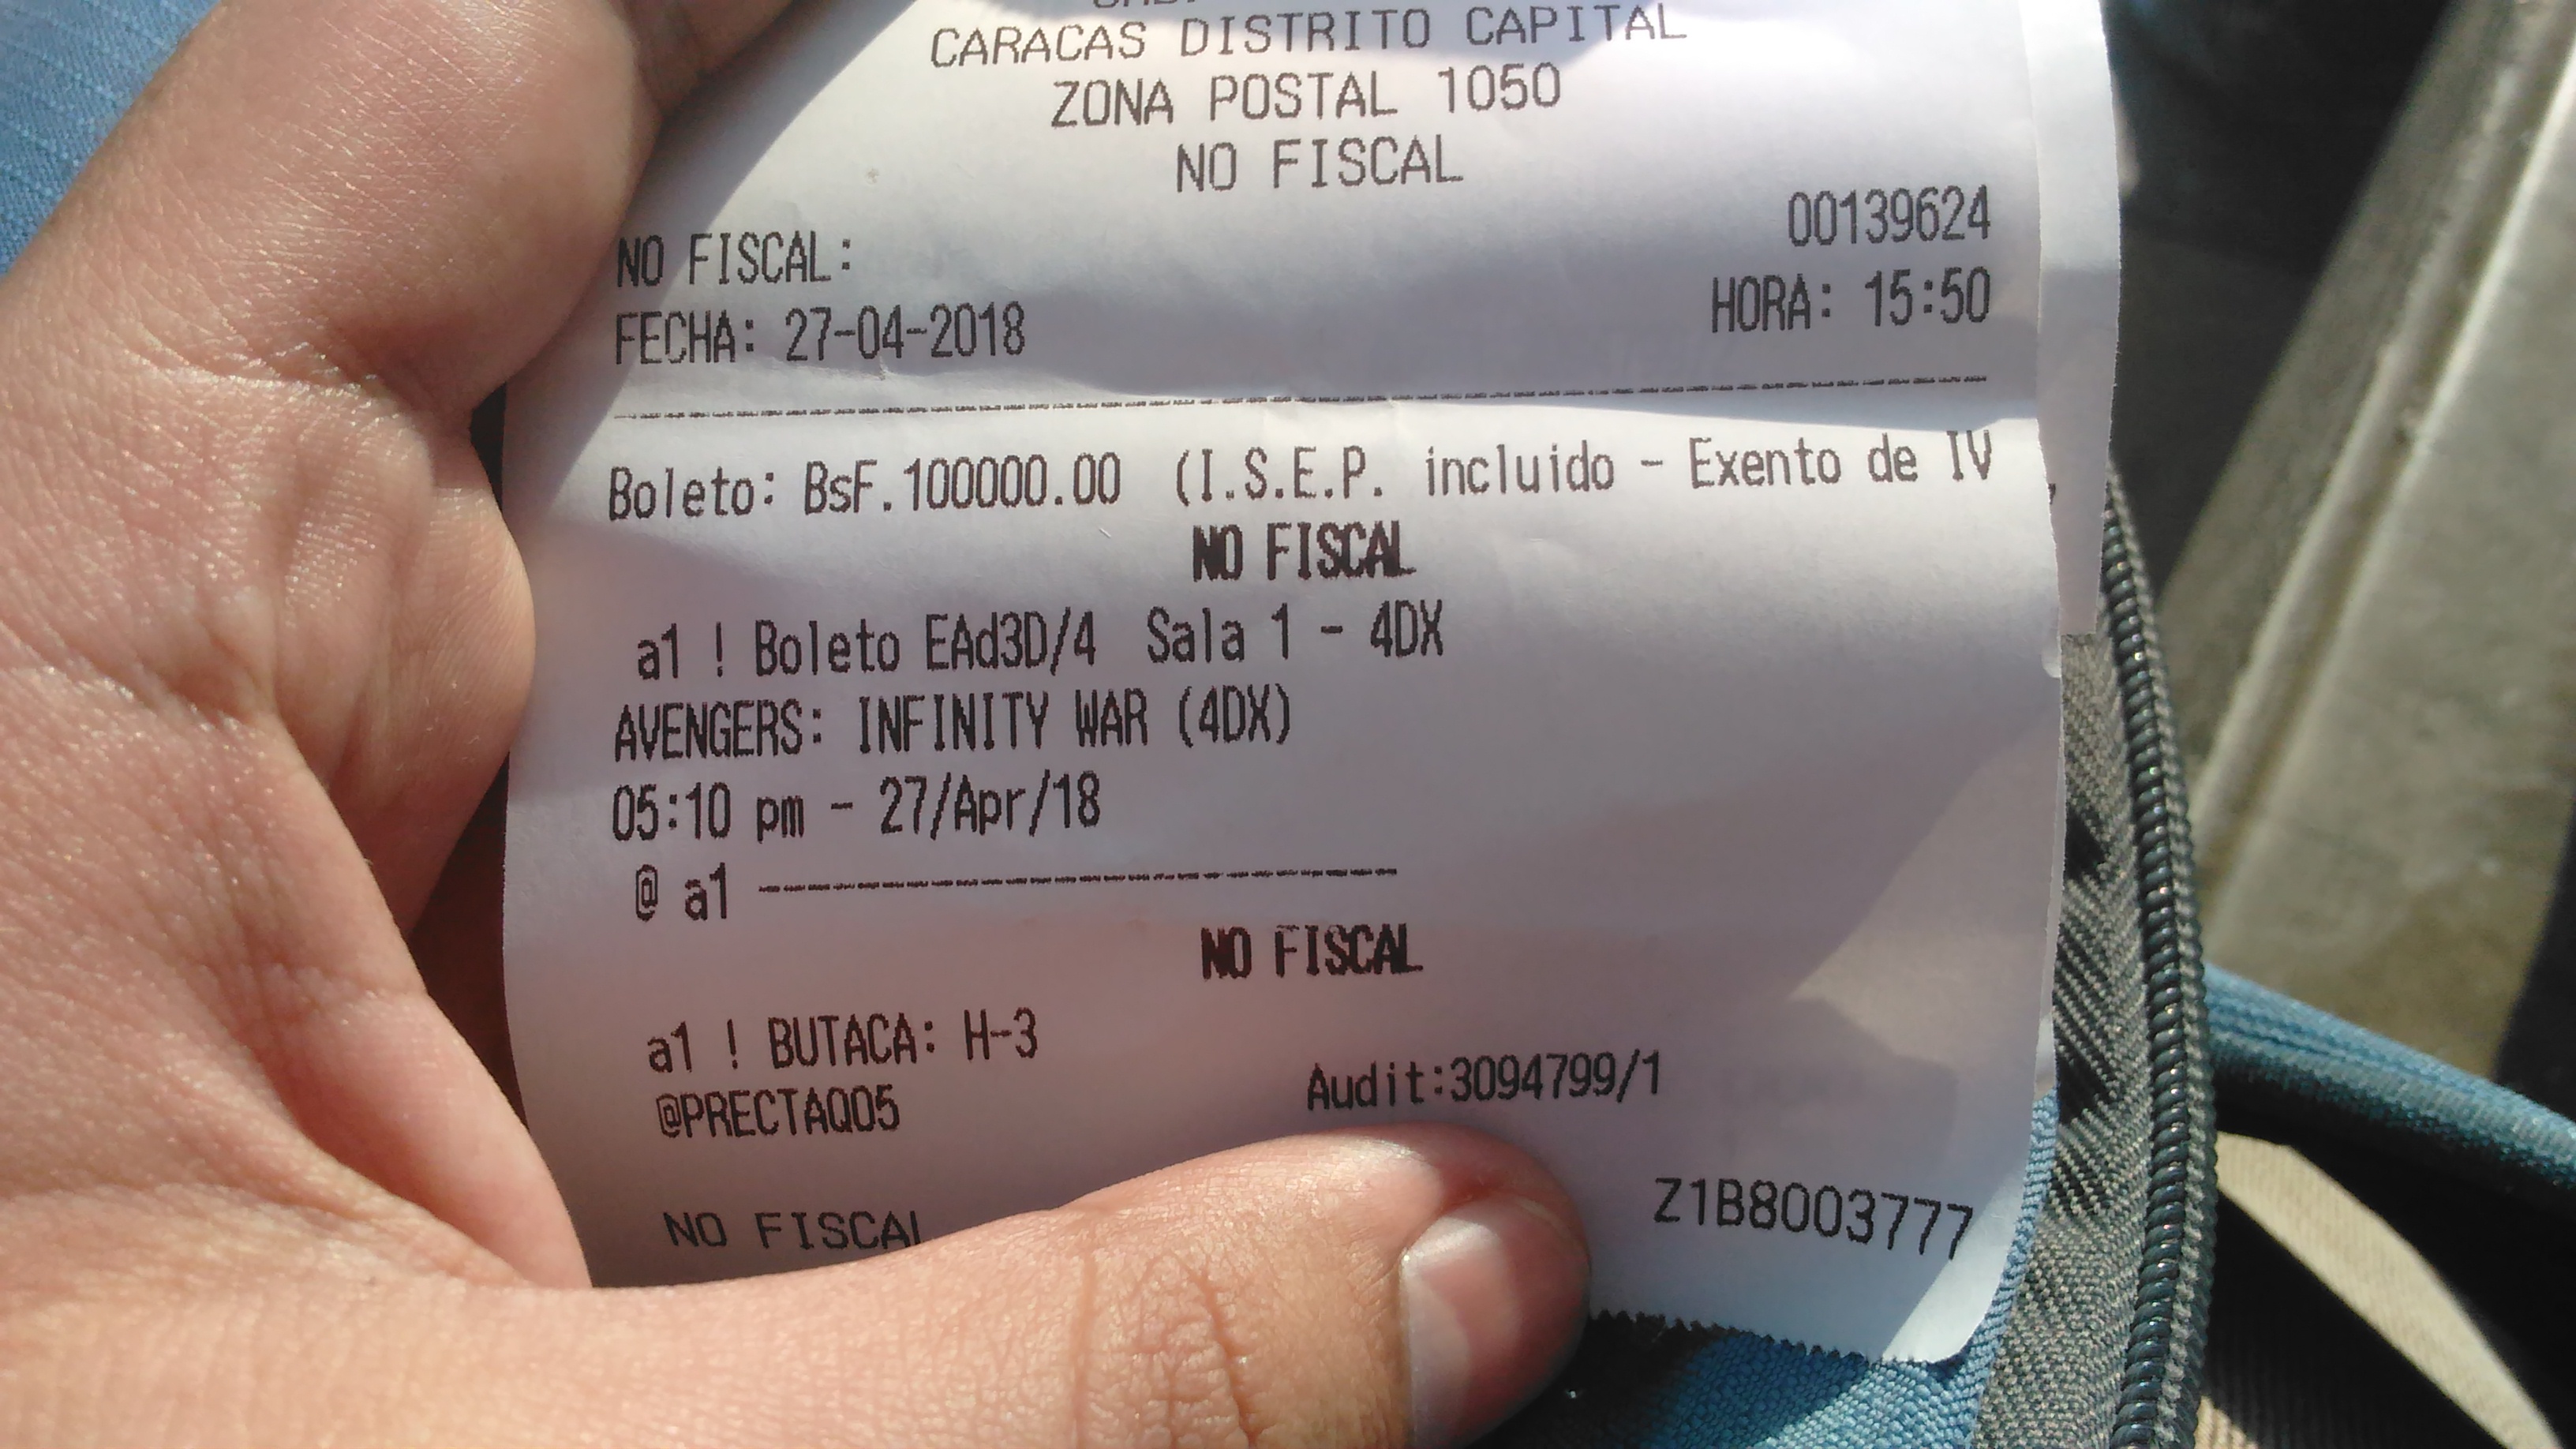 CARACAS DISTRITO CAPITAL
ZONA POSTAL 1050
NO FISCAL
NO FISCAL: 00139624
FECHA: 27-04-2018 HORA: 15:50
Boleto: BsF.100000.00 (I.S.E.P. incluido - Exento de IV
NO FISCAL
a1 ! Boleto EAd3D/4 Sala 1 - 4DX
AVENGERS: INFINITY WAR (4DX)
05:10 pm - 27/Apr/18
@ a1 --------------------------------
NO FISCAL
a1 ! BUTACA: H-3
@PRECTAQ05 Audit:3094799/1
NO FISCAL Z1B8003777